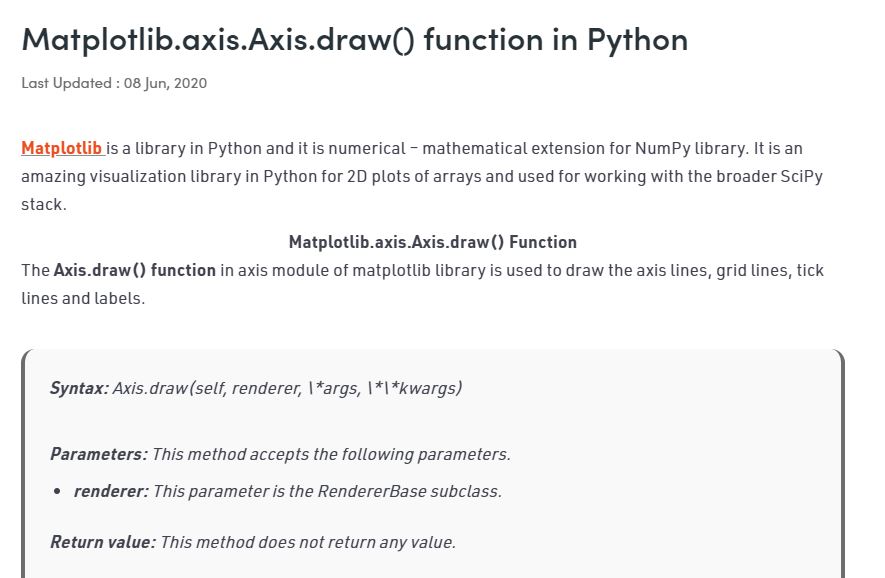 Matplotlib.axis.Axis.draw() function in Python
Last Updated : 08 Jun, 2020
Matplotlib is a library in Python and it is numerical – mathematical extension for NumPy library. It is an
amazing visualization library in Python for 2D plots of arrays and used for working with the broader SciPy
stack.
Matplotlib.axis.Axis.draw() Function
The Axis.draw() function in axis module of matplotlib library is used to draw the axis lines, grid lines, tick
lines and labels.
Syntax: Axis.draw(self, renderer, \*args, \*\*kwargs)
Parameters: This method accepts the following parameters.
• renderer: This parameter is the RendererBase subclass.
Return value: This method does not return any value.